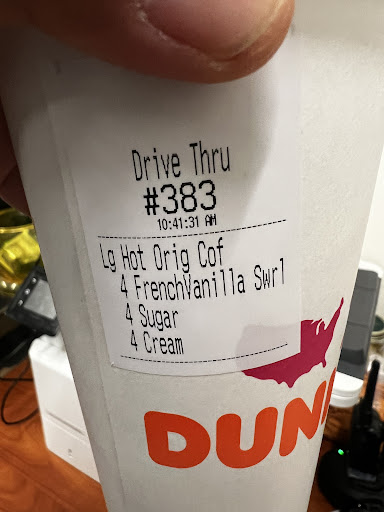 Drive Thru
#383
10:41:31 AM
Lg Hot Orig Cof
4 FrenchVanilla Swrl
4 Sugar
4 Cream
DUN